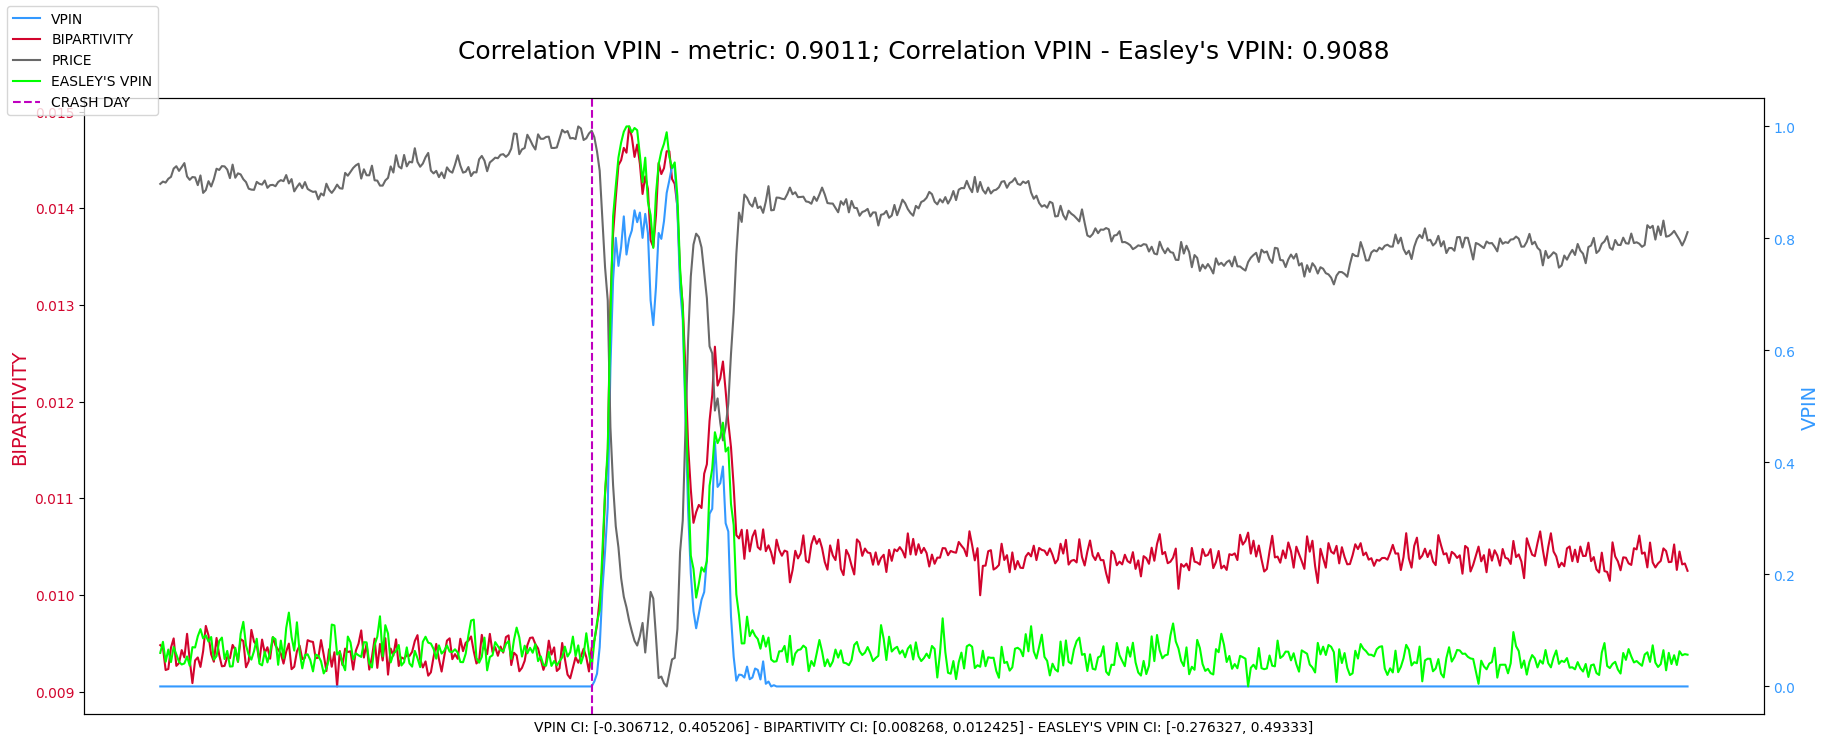 VPIN
BIPARTIVITY
PRICE
EASLEY'S VPIN
CRASH DAY
Correlation VPIN - metric: 0.9011; Correlation VPIN - Easley's VPIN: 0.9088
0.015
0.014
0.013
0.012
0.011
0.010
0.009
BIPARTIVITY
1.0
0.8
0.6
0.4
0.2
0.0
VPIN
VPIN CI: [-0.306712, 0.405206] - BIPARTIVITY CI: [0.008268, 0.012425] - EASLEY'S VPIN CI: [-0.276327, 0.49333]